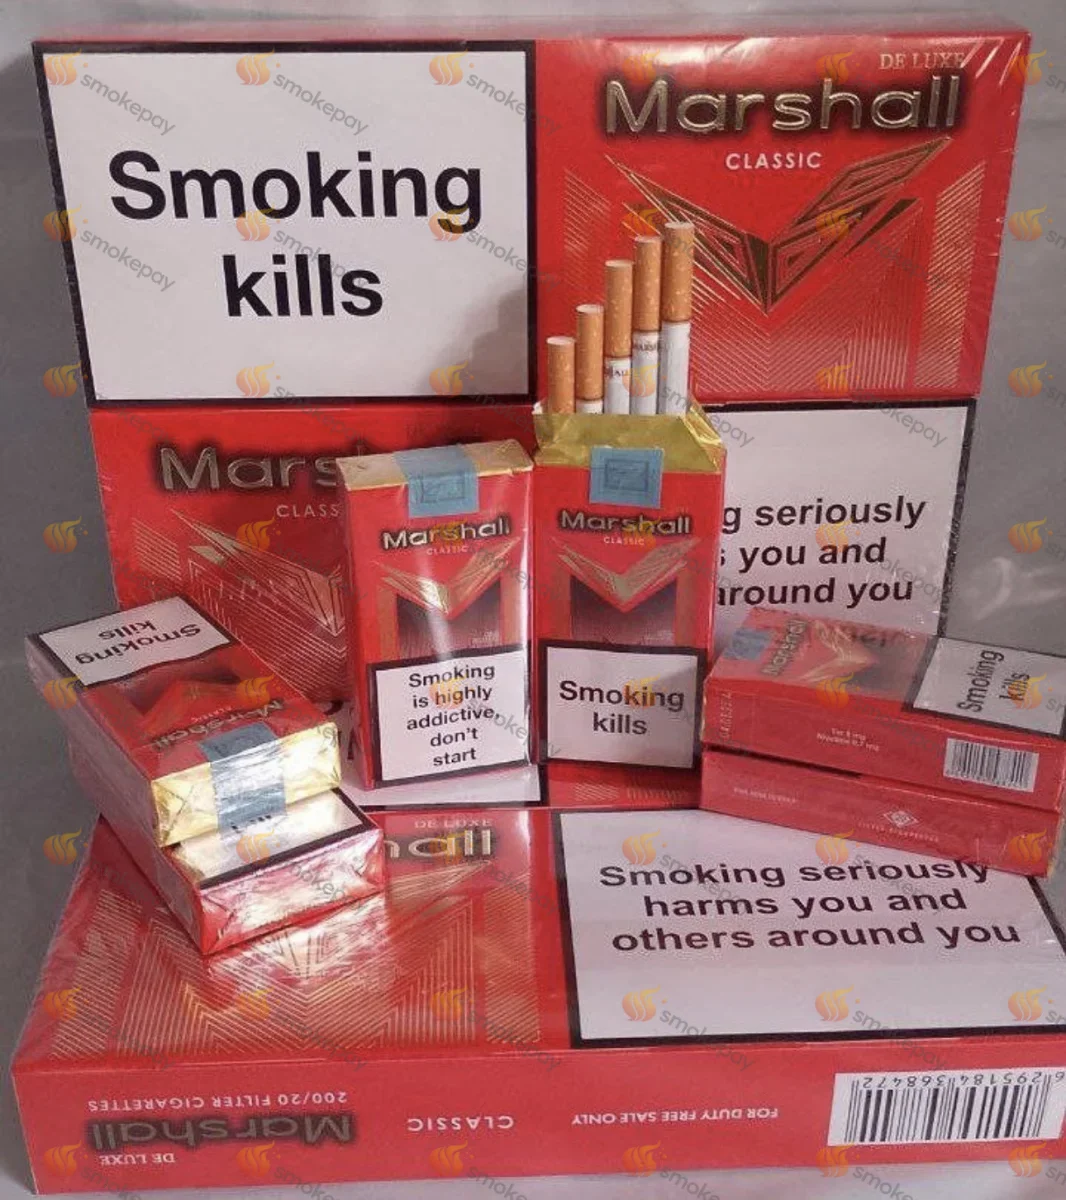 Smoking
kills
DE LUXE
Marshall
CLASSIC
Marshall
Marshall
CLASSIC
Smoking
is highly
addictive,
don't
start
Marshall
CLASSIC
Smoking
kills
seriously
you and
around you
Smoking
kills
CLASSIC
Marshall
Marshall
Smoking
kills
DE LUXE
Smoking seriously
harms you and
others around you
200/20 FILTER CIGARETTES
Marshall
DE LUXE
CLASSIC
FOR DUTY FREE SALE ONLY
6295184368472
smokepay